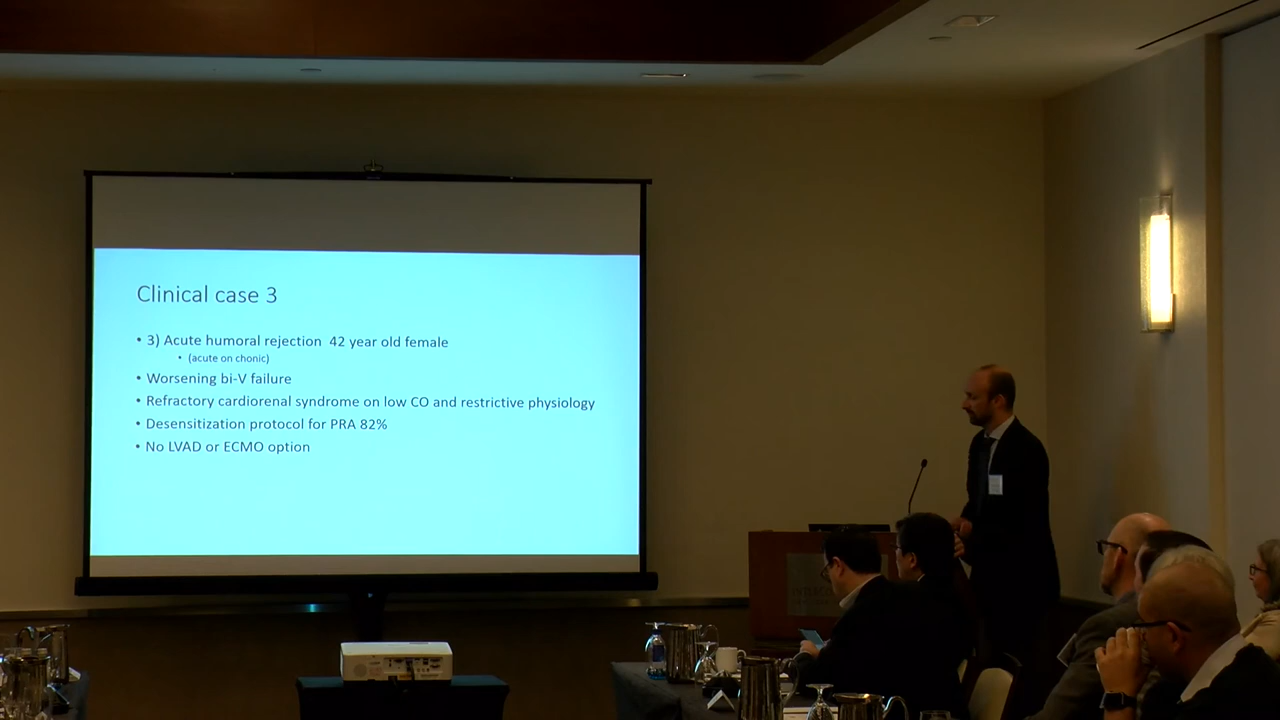 Clinical case 3
• 3) Acute humoral rejection 42 year old female
• (acute on chonic)
• Worsening bi-V failure
• Refractory cardiorenal syndrome on low CO and restrictive physiology
• Desensitization protocol for PRA 82%
• No LVAD or ECMO option